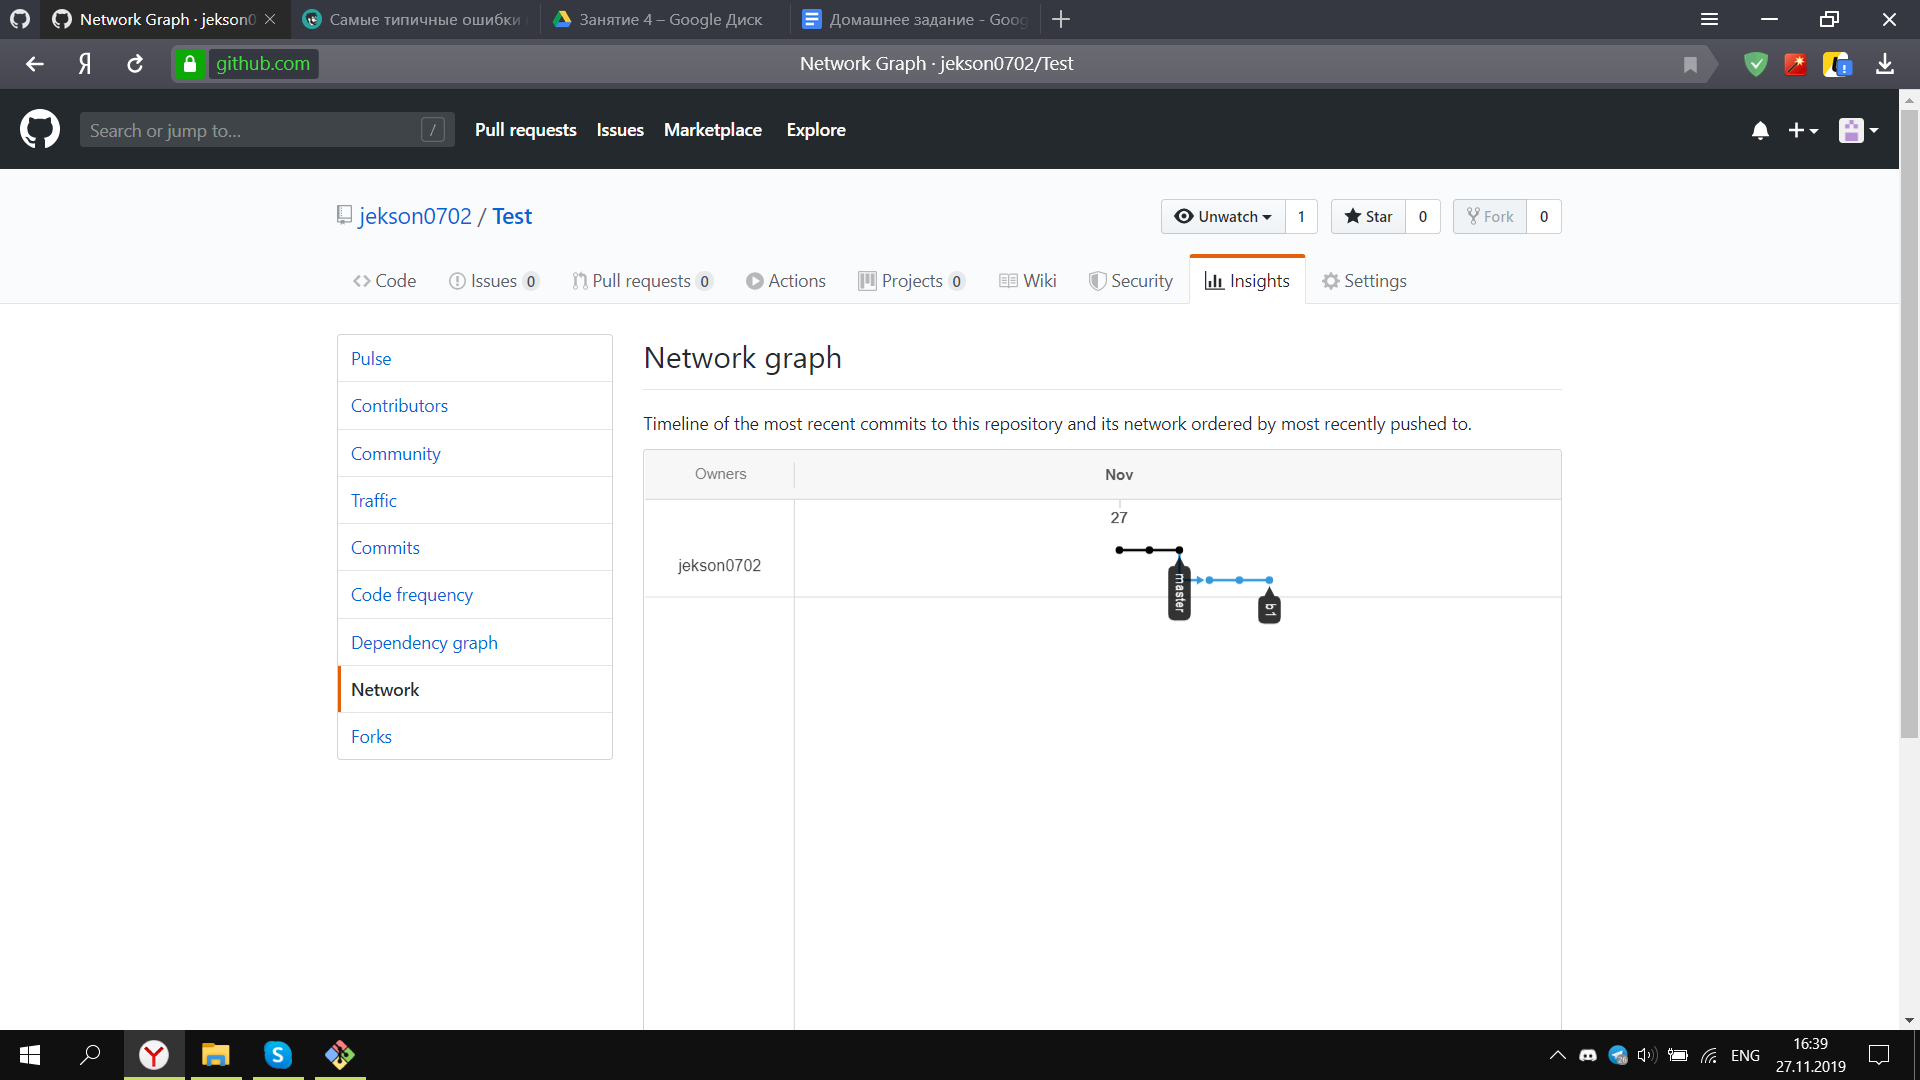 Network Graph · jekson0
Самые типичные ошибки
Занятие 4 – Google Диск
Домашнее задание - Goog
Я
github.com
Network Graph · jekson0702/Test
Search or jump to...
/
Pull requests
Issues
Marketplace
Explore
jekson0702 / Test
Unwatch
1
Star
0
Fork
0
Code
Issues 0
Pull requests 0
Actions
Projects 0
Wiki
Security
Insights
Settings
Pulse
Contributors
Community
Traffic
Commits
Code frequency
Dependency graph
Network
Forks
Network graph
Timeline of the most recent commits to this repository and its network ordered by most recently pushed to.
Owners
Nov
27
jekson0702
master
b1
Y
S
26
ENG
16:39
27.11.2019